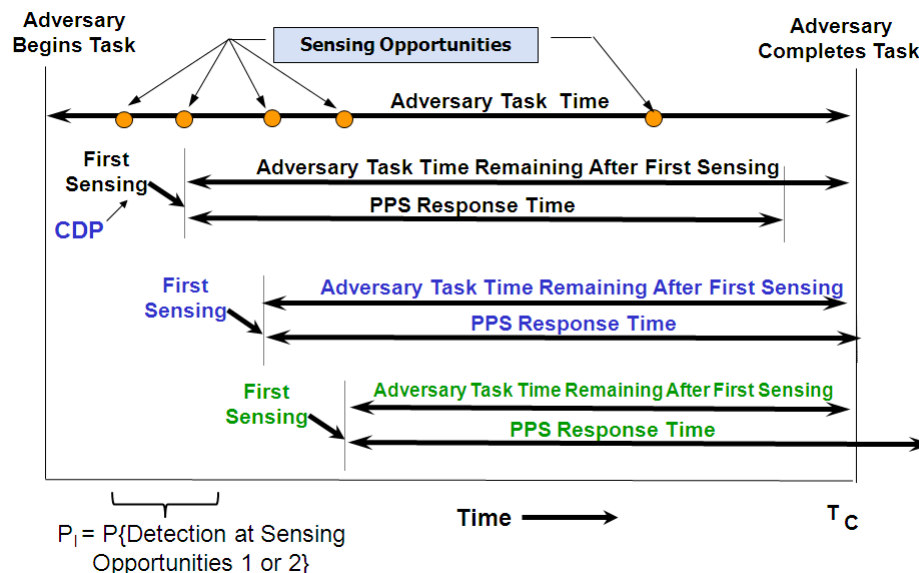 Adversary
Begins Task
Sensing Opportunities
Adversary
Completes Task
Adversary Task Time
First
Sensing
CDP
Adversary Task Time Remaining After First Sensing
PPS Response Time
First
Sensing
Adversary Task Time Remaining After First Sensing
PPS Response Time
First
Sensing
Adversary Task Time Remaining After First Sensing
PPS Response Time
P_I = P{Detection at Sensing
Opportunities 1 or 2}
Time
T_C